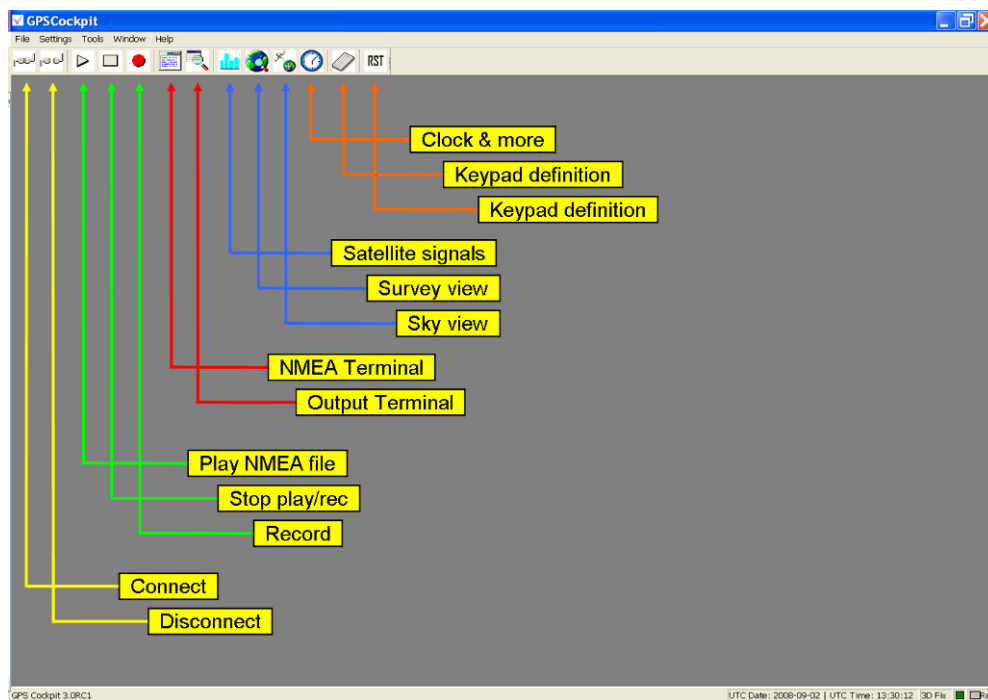 GPSCockpit
File Settings Tools Window Help
RST
Clock & more
Keypad definition
Keypad definition
Satellite signals
Survey view
Sky view
NMEA Terminal
Output Terminal
Play NMEA file
Stop play/rec
Record
Connect
Disconnect
GPS Cockpit 3.0RC1
UTC Date: 2008-09-02 | UTC Time: 13:30:12 3D Fix